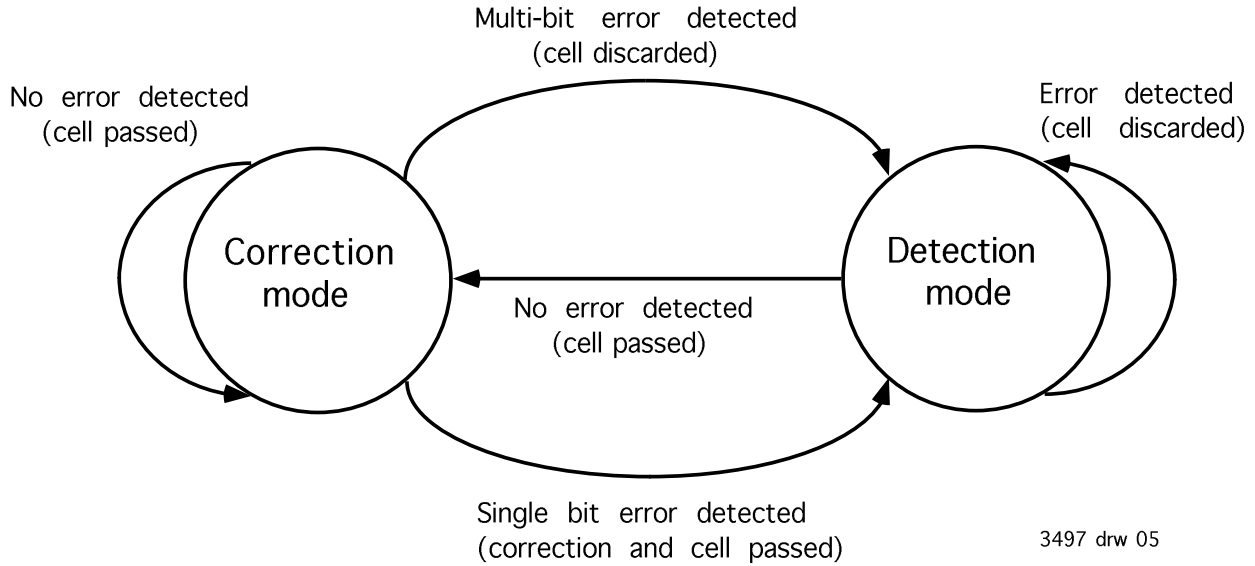 Multi-bit error detected
(cell discarded)
No error detected
(cell passed)
Error detected
(cell discarded)
Correction
mode
Detection
mode
No error detected
(cell passed)
Single bit error detected
(correction and cell passed)
3497 drw 05